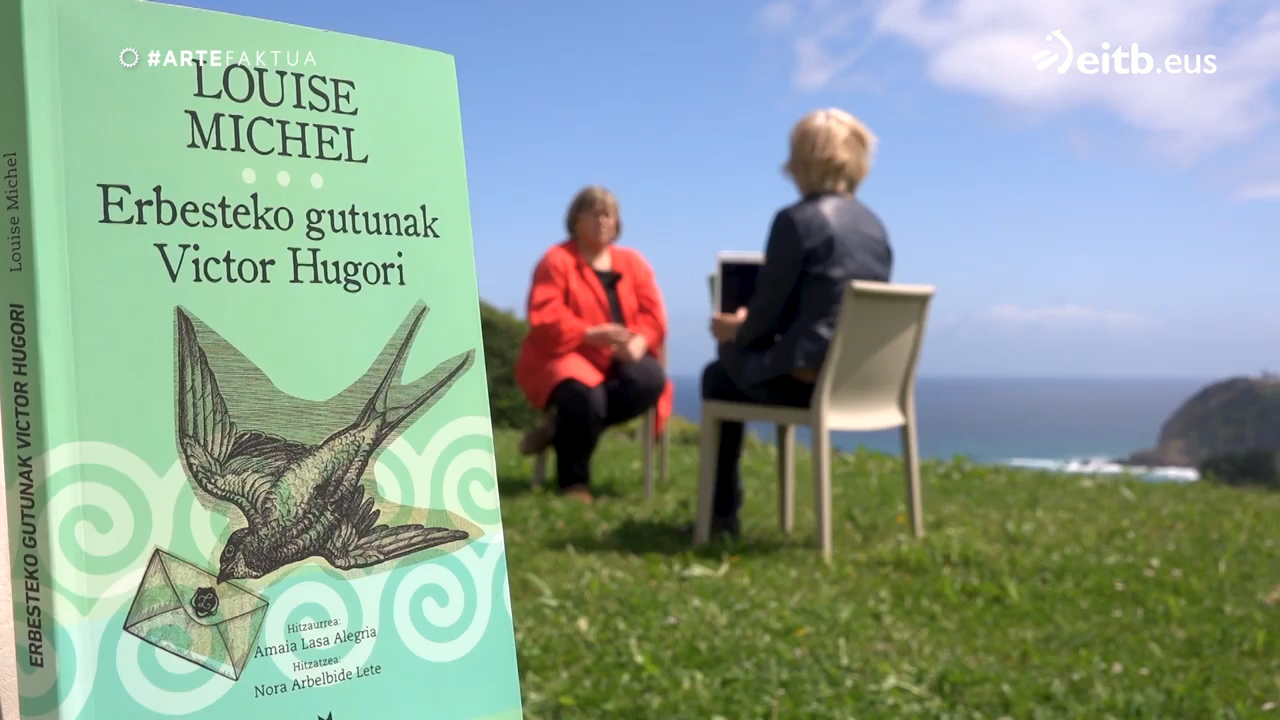 #ARTEFAKTUA
eitb.eus
LOUISE
MICHEL
Erbesteko gutunak
Victor Hugori
Hitzaurrea:
Amaia Lasa Alegria
Hitzatzea:
Nora Arbelbide Lete
ERBESTEKO GUTUNAK VICTOR HUGORI Louise Michel